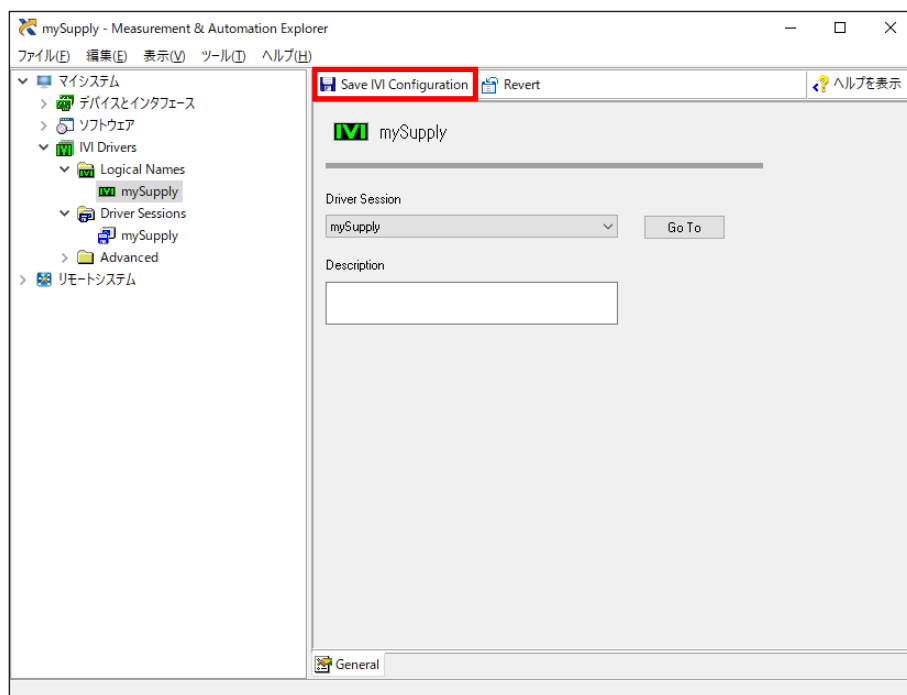 mySupply - Measurement & Automation Explorer
ファイル(F) 編集(E) 表示(V) ツール(T) ヘルプ(H)
マイシステム
デバイスとインタフェース
ソフトウェア
IVI Drivers
Logical Names
mySupply
Driver Sessions
mySupply
Advanced
リモートシステム
Save IVI Configuration Revert ヘルプを表示
IVI mySupply
Driver Session
mySupply Go To
Description
General